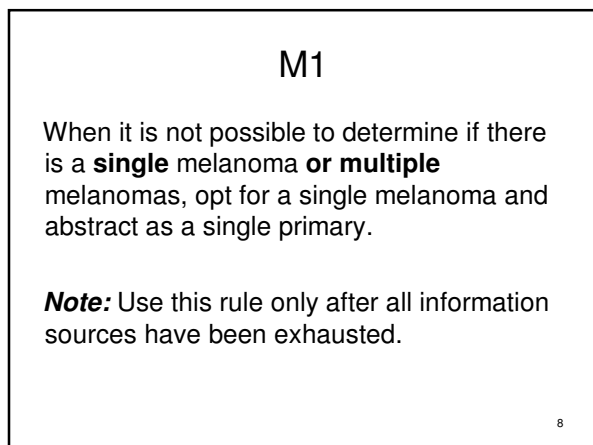 M1
When it is not possible to determine if there
is a single melanoma or multiple
melanomas, opt for a single melanoma and
abstract as a single primary.
Note: Use this rule only after all information
sources have been exhausted.
8